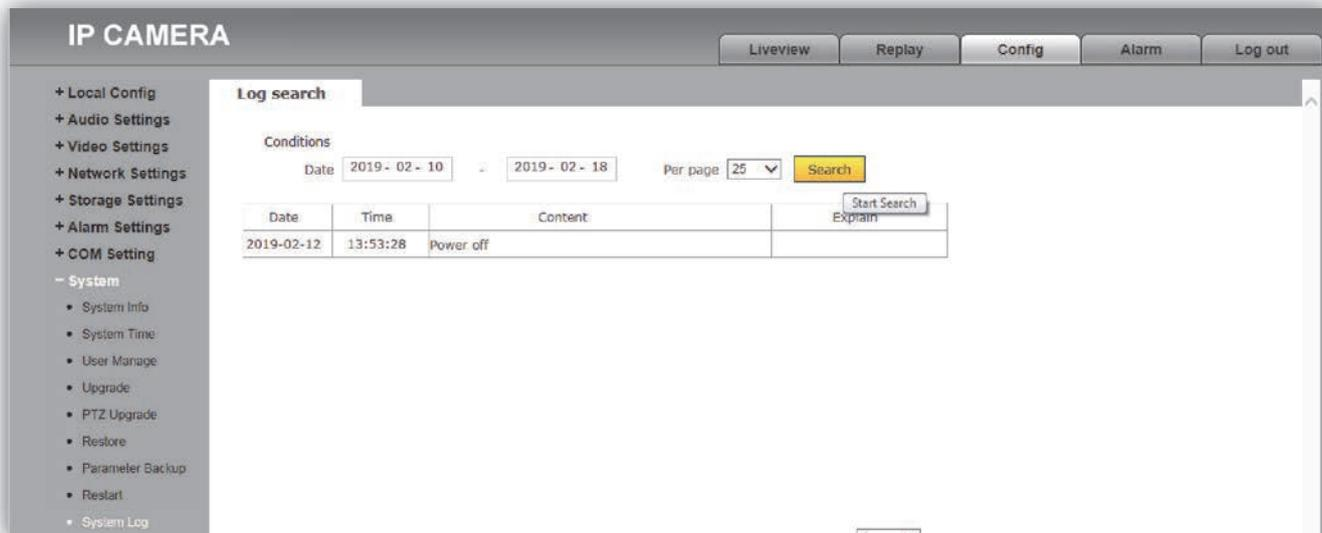 IP CAMERA
Liveview Replay Config Alarm Log out
+ Local Config
+ Audio Settings
+ Video Settings
+ Network Settings
+ Storage Settings
+ Alarm Settings
+ COM Setting
− System
• System Info
• System Time
• User Manage
• Upgrade
• PTZ Upgrade
• Restore
• Parameter Backup
• Restart
• System Log
Log search
Conditions
Date 2019 - 02 - 10 - 2019 - 02 - 18 Per page 25 Search
Start Search
Date Time Content Explain
2019-02-12 13:53:28 Power off